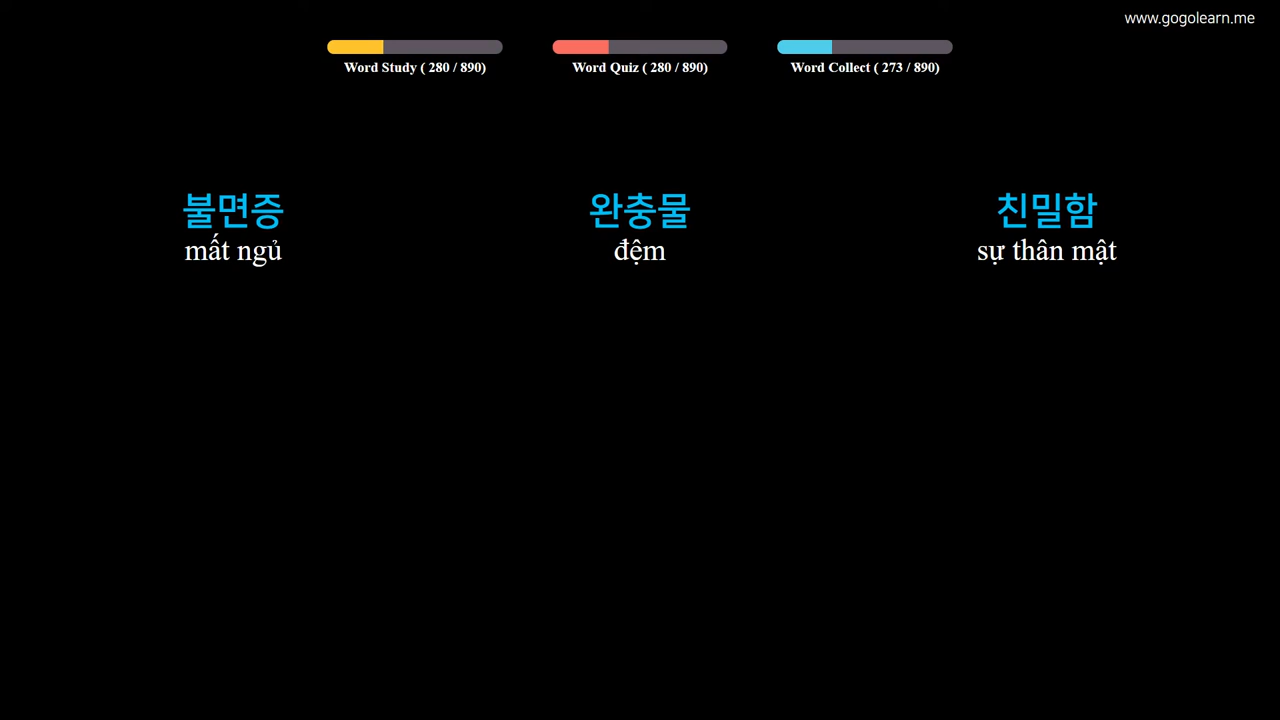 www.gogolearn.me
Word Study ( 280 / 890)
Word Quiz ( 280 / 890)
Word Collect ( 273 / 890)
불면증
mất ngủ
완충물
đệm
친밀함
sự thân mật